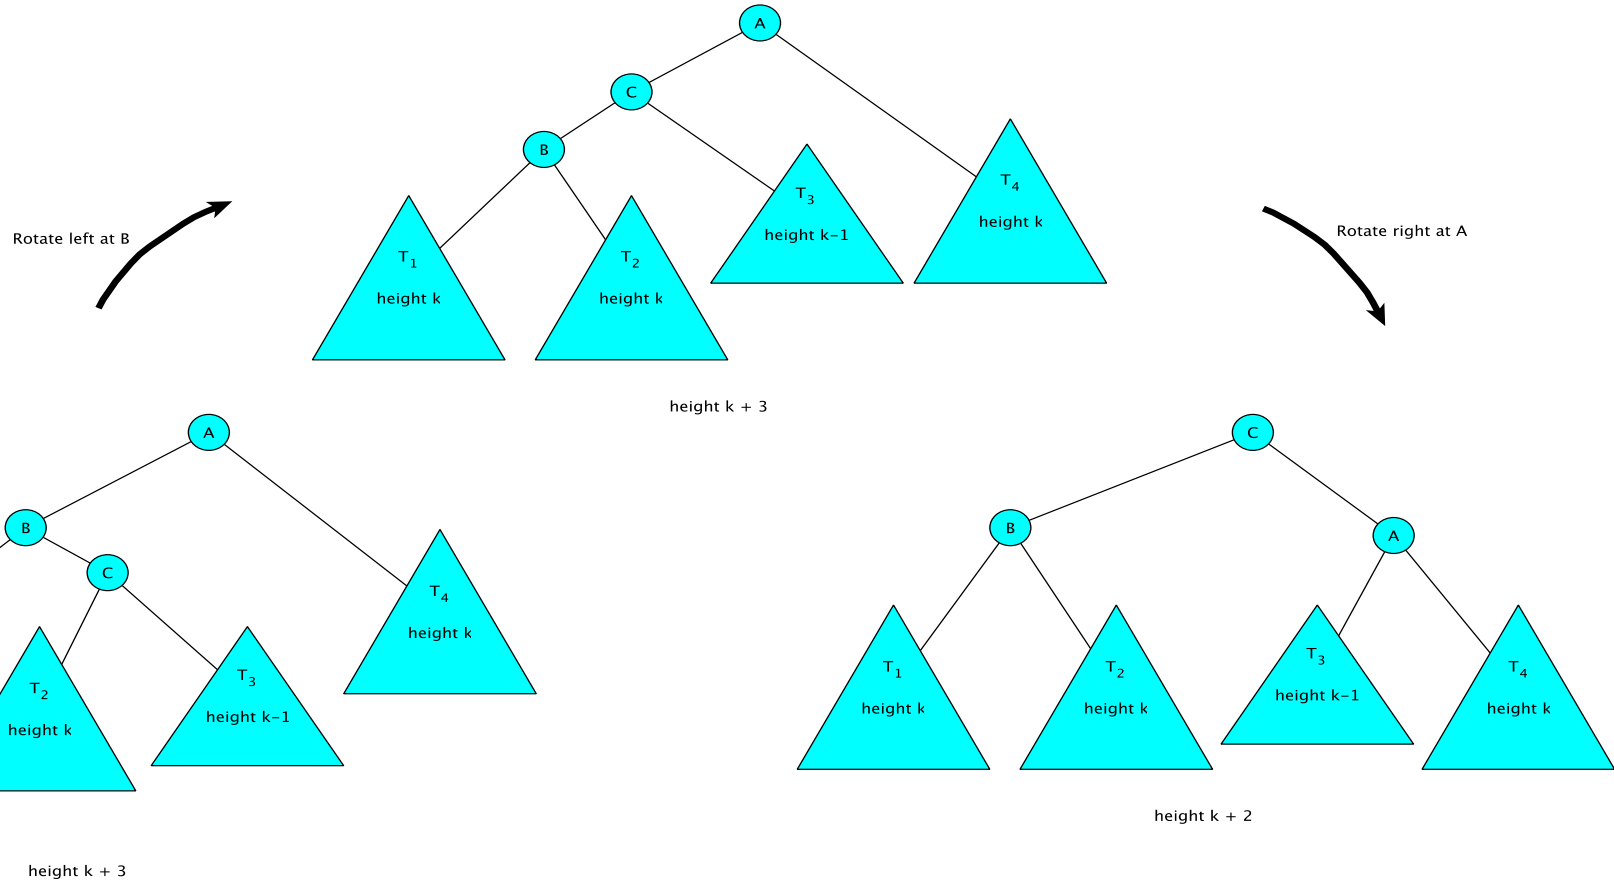 A
C
B
T1
height k
T2
height k
T3
height k-1
T4
height k
height k + 3
Rotate left at B
Rotate right at A
A
B
C
T2
height k
T3
height k-1
T4
height k
height k + 3
C
B
A
T1
height k
T2
height k
T3
height k-1
T4
height k
height k + 2